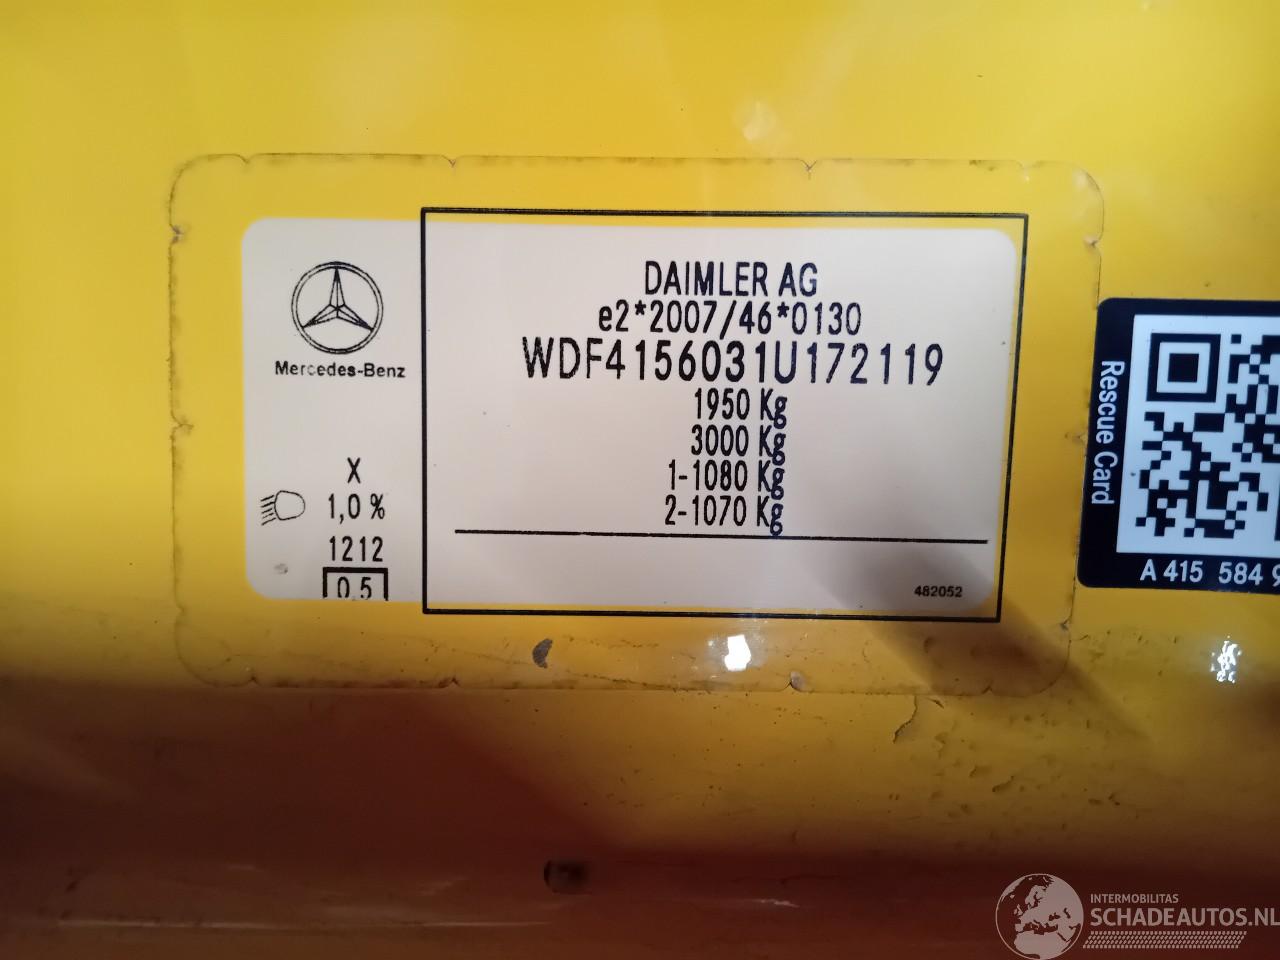 Mercedes-Benz
X
1,0 %
1212
0,5
DAIMLER AG
e2*2007/46*0130
WDF4156031U172119
1950 Kg
3000 Kg
1-1080 Kg
2-1070 Kg
482052
Rescue Card
A 415 584 9
INTERMOBILITAS
SCHADEAUTOS.NL